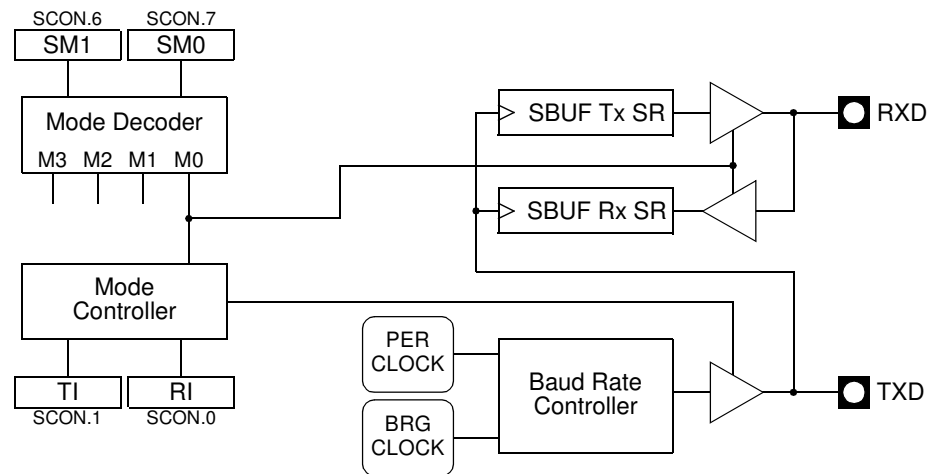 SCON.6 SCON.7
SM1 SM0
Mode Decoder
M3 M2 M1 M0
SBUF Tx SR
RXD
SBUF Rx SR
Mode
Controller
TI RI
SCON.1 SCON.0
PER
CLOCK
BRG
CLOCK
Baud Rate
Controller
TXD